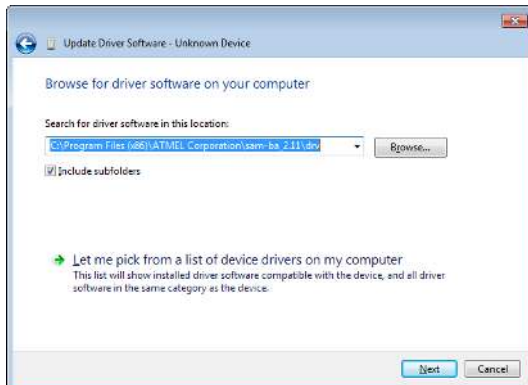 Update Driver Software - Unknown Device
Browse for driver software on your computer
Search for driver software in this location:
C:\Program Files (x86)\ATMEL Corporation\sam-ba_2.11\drv
Browse...
Include subfolders
Let me pick from a list of device drivers on my computer
This list will show installed driver software compatible with the device, and all driver
software in the same category as the device.
Next
Cancel